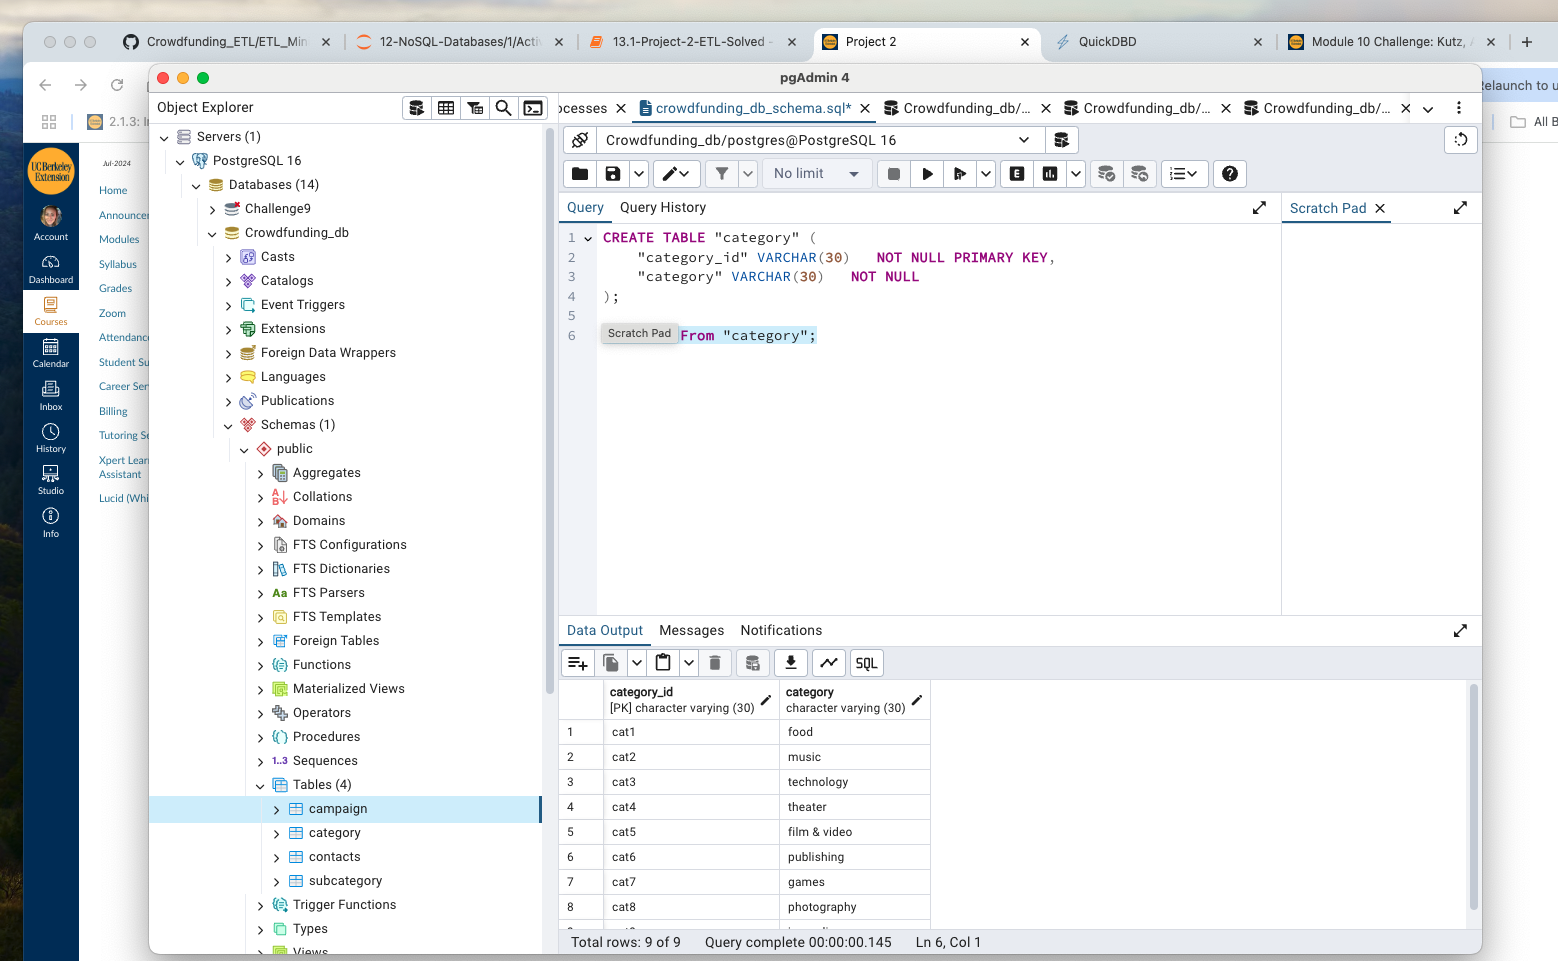 Crowdfunding_ETL/ETL_Min
12-NoSQL-Databases/1/Activ
13.1-Project-2-ETL-Solved -
Project 2
QuickDBD
Module 10 Challenge: Kutz, A
pgAdmin 4
Relaunch to u
2.1.3: In
All B
UC Berkeley
Extension
Account
Dashboard
Courses
Calendar
Inbox
History
Studio
Info
Jul-2024
Home
Announcer
Modules
Syllabus
Grades
Zoom
Attendance
Student Su
Career Ser
Billing
Tutoring Se
Xpert Lear
Assistant
Lucid (Whi
Object Explorer
Servers (1)
PostgreSQL 16
Databases (14)
Challenge9
Crowdfunding_db
Casts
Catalogs
Event Triggers
Extensions
Foreign Data Wrappers
Languages
Publications
Schemas (1)
public
Aggregates
Collations
Domains
FTS Configurations
FTS Dictionaries
Aa FTS Parsers
FTS Templates
Foreign Tables
Functions
Materialized Views
Operators
Procedures
1..3 Sequences
Tables (4)
campaign
category
contacts
subcategory
Trigger Functions
Types
Views
ocesses
crowdfunding_db_schema.sql*
Crowdfunding_db/...
Crowdfunding_db/...
Crowdfunding_db/...
Crowdfunding_db/postgres@PostgreSQL 16
No limit
E
Query
Query History
Scratch Pad
1 CREATE TABLE "category" (
2 "category_id" VARCHAR(30) NOT NULL PRIMARY KEY,
3 "category" VARCHAR(30) NOT NULL
4 );
5
6 From "category";
Scratch Pad
Data Output
Messages
Notifications
SQL
category_id
[PK] character varying (30)
category
character varying (30)
1 cat1 food
2 cat2 music
3 cat3 technology
4 cat4 theater
5 cat5 film & video
6 cat6 publishing
7 cat7 games
8 cat8 photography
Total rows: 9 of 9
Query complete 00:00:00.145
Ln 6, Col 1